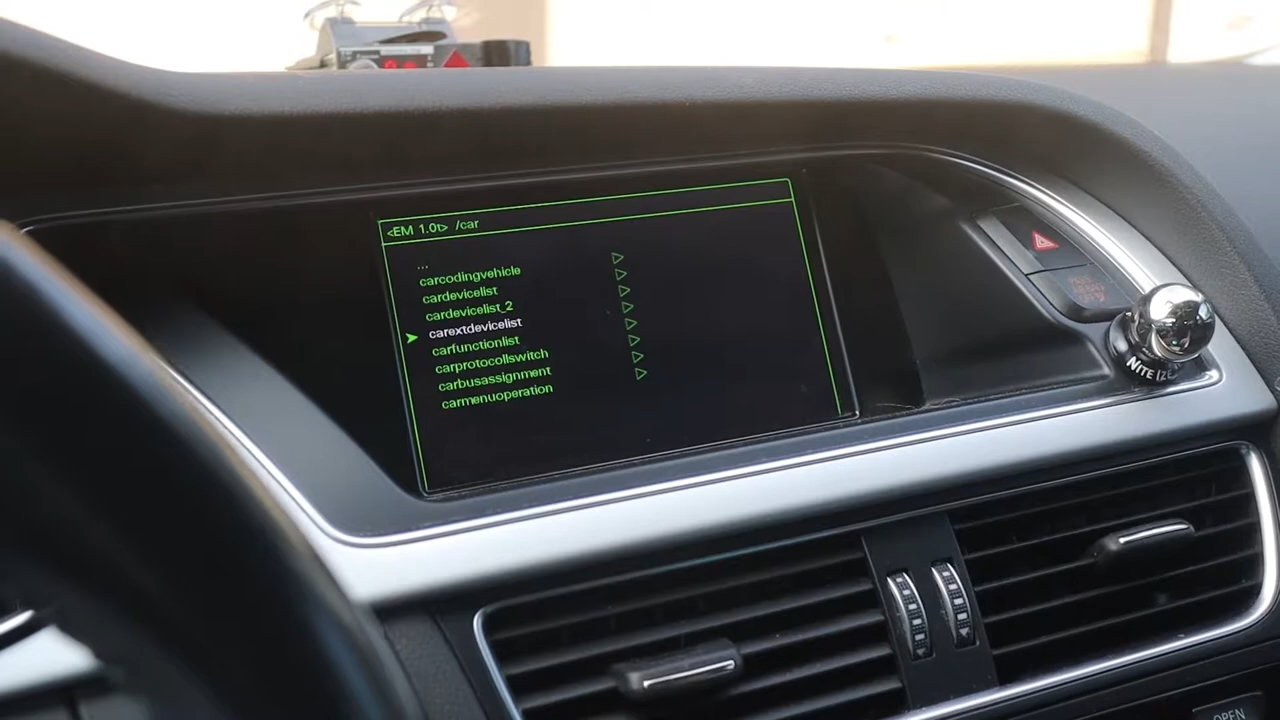 <EM 1.0> /car
...
carcodingvehicle
cardevicelist
cardevicelist_2
carextdevicelist
carfunctionlist
carprotocollswitch
carbusassignment
carmenuoperation
NITE IZE
OPEN